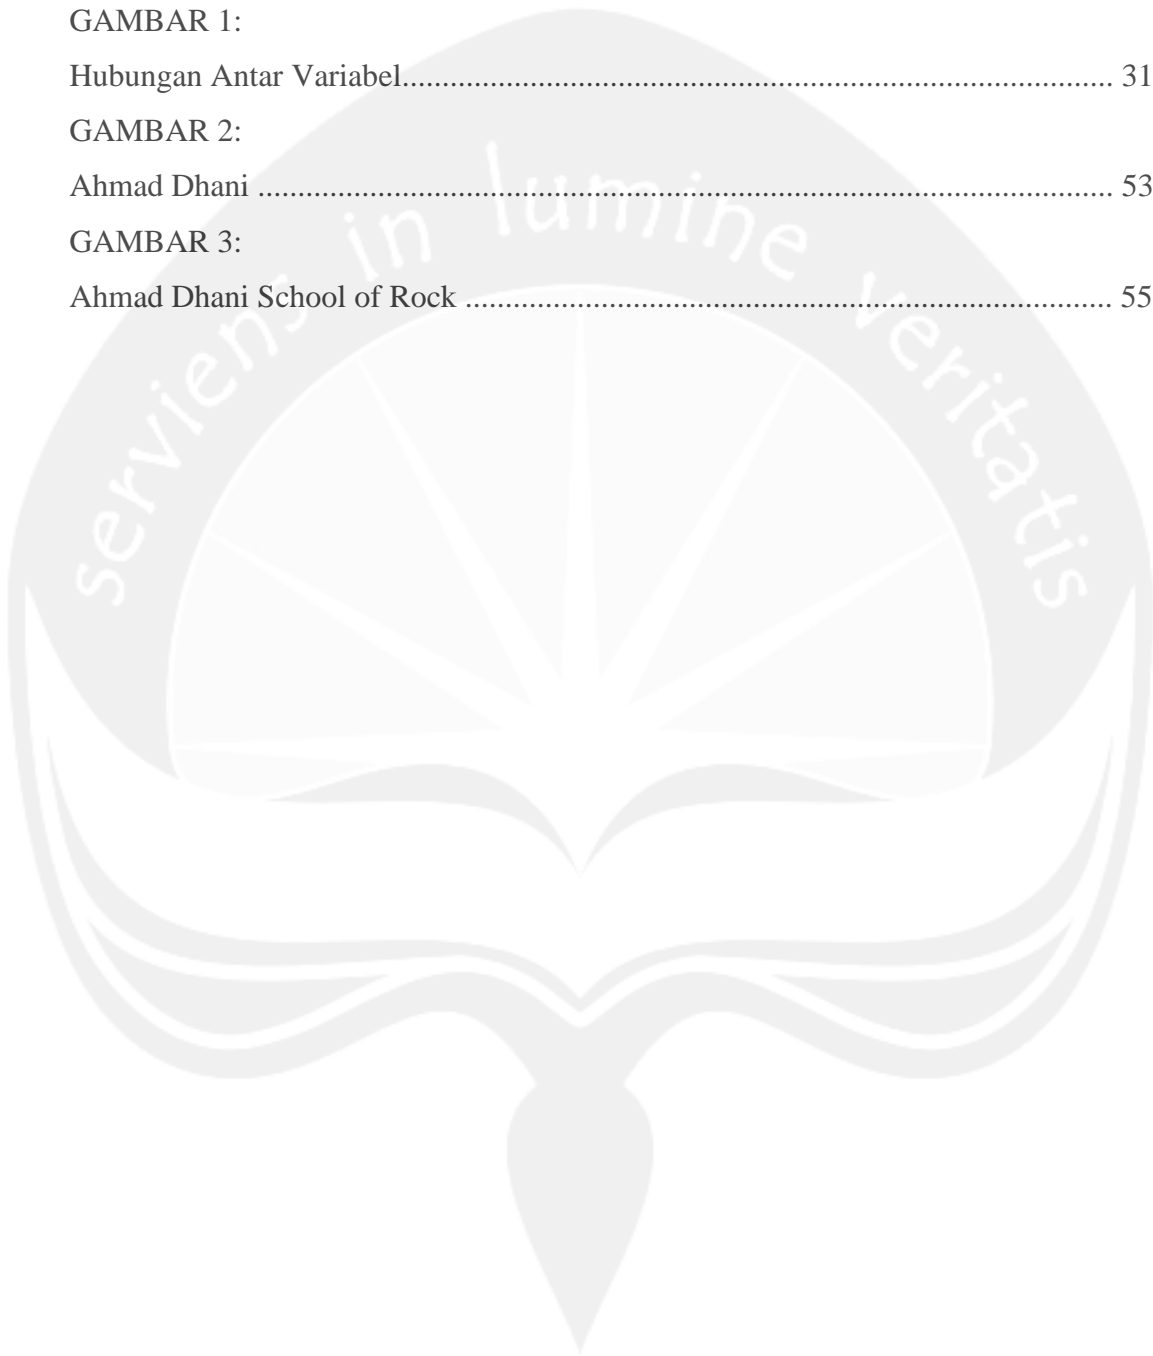 GAMBAR 1:
Hubungan Antar Variabel.......................................................................................... 31
GAMBAR 2:
Ahmad Dhani ............................................................................................................ 53
GAMBAR 3:
Ahmad Dhani School of Rock .................................................................................. 55
serviens in lumine veritatis